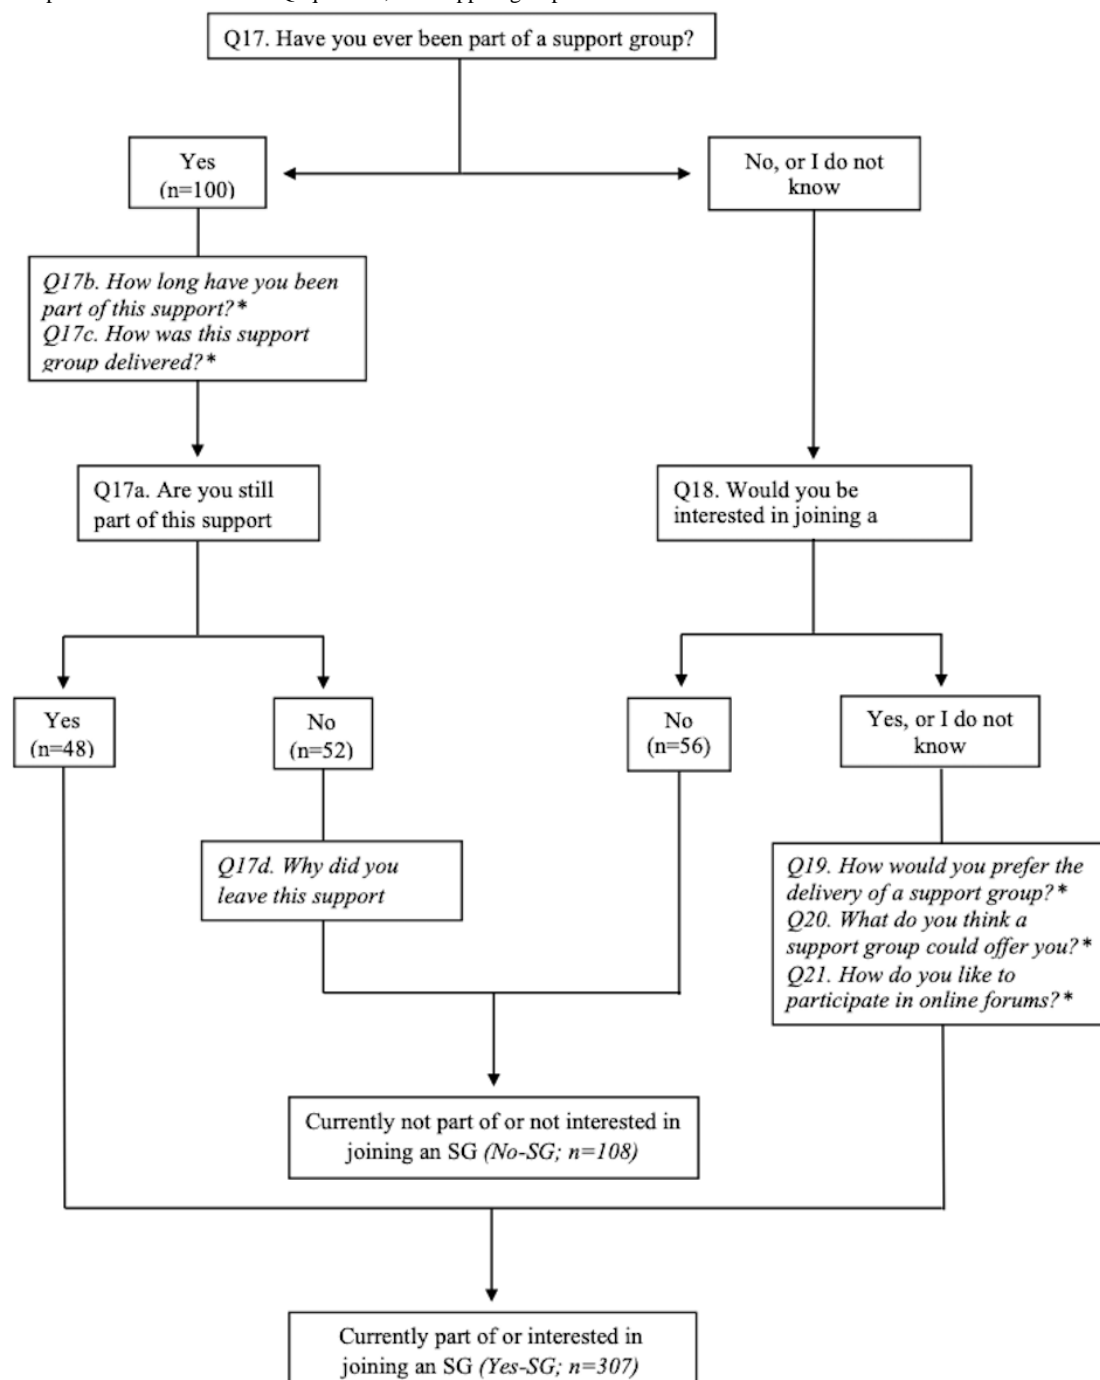 Q17. Have you ever been part of a support group?
Yes
(n=100)
No, or I do not
know
Q17b. How long have you been
part of this support?*
Q17c. How was this support
group delivered?*
Q17a. Are you still
part of this support
Q18. Would you be
interested in joining a
Yes
(n=48)
No
(n=52)
No
(n=56)
Yes, or I do not
know
Q17d. Why did you
leave this support
Q19. How would you prefer the
delivery of a support group?*
Q20. What do you think a
support group could offer you?*
Q21. How do you like to
participate in online forums?*
Currently not part of or not interested in
joining an SG (No-SG; n=108)
Currently part of or interested in
joining an SG (Yes-SG; n=307)